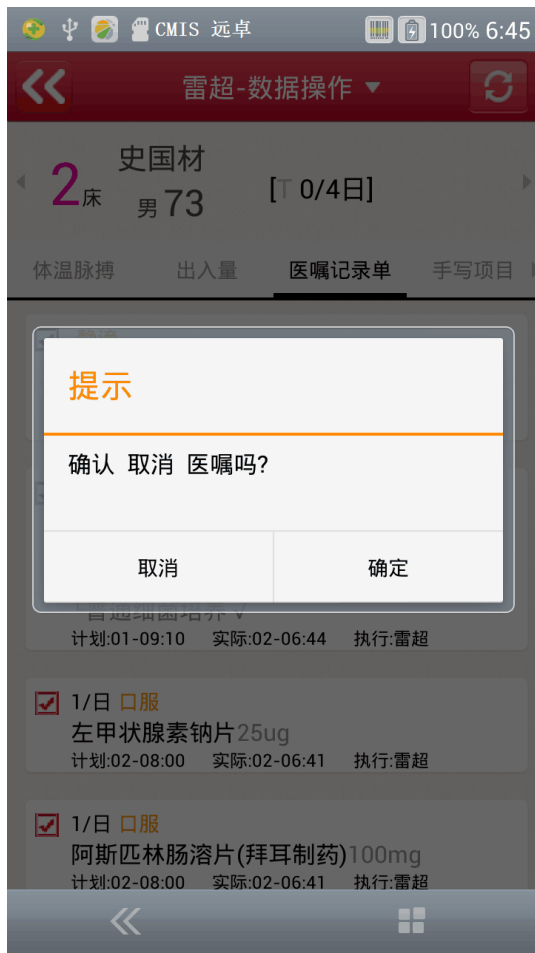 CMIS 远卓 100% 6:45
雷超-数据操作
2床 史国材
男 73 [T 0/4日]
体温脉搏 出入量 医嘱记录单 手写项目
提示
确认 取消 医嘱吗?
取消 确定
普通细菌培养√
计划:01-09:10 实际:02-06:44 执行:雷超
1/日 口服
左甲状腺素钠片25ug
计划:02-08:00 实际:02-06:41 执行:雷超
1/日 口服
阿斯匹林肠溶片(拜耳制药)100mg
计划:02-08:00 实际:02-06:41 执行:雷超